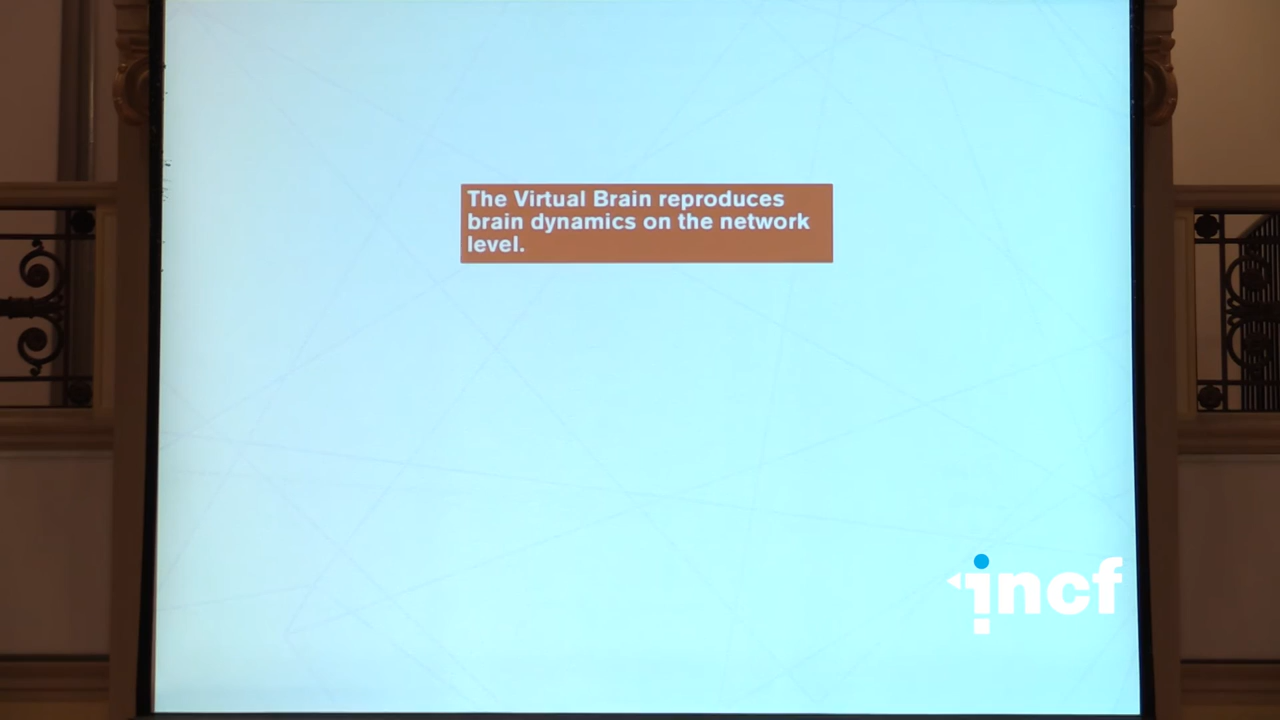 The Virtual Brain reproduces
brain dynamics on the network
level.
incf